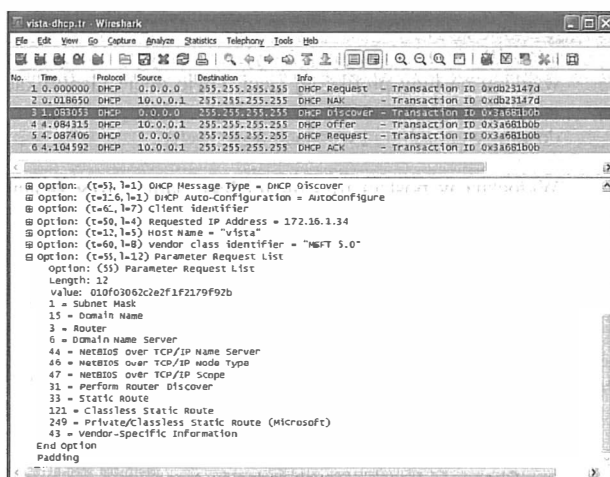 vista-dhcp.tr - Wireshark
File Edit View Go Capture Analyze Statistics Telephony Tools Help
No. Time Protocol Source Destination Info
1 0.000000 DHCP 0.0.0.0 255.255.255.255 DHCP Request - Transaction ID 0xdb23147d
2 0.018650 DHCP 10.0.0.1 255.255.255.255 DHCP NAK - Transaction ID 0xdb23147d
3 1.083053 DHCP 0.0.0.0 255.255.255.255 DHCP Discover - Transaction ID 0x3a681b0b
4 4.084315 DHCP 10.0.0.1 255.255.255.255 DHCP Offer - Transaction ID 0x3a681b0b
5 4.087406 DHCP 0.0.0.0 255.255.255.255 DHCP Request - Transaction ID 0x3a681b0b
6 4.104592 DHCP 10.0.0.1 255.255.255.255 DHCP ACK - Transaction ID 0x3a681b0b
Option: (t=53, l=1) DHCP Message Type = DHCP Discover
Option: (t=116, l=1) DHCP Auto-Configuration = AutoConfigure
Option: (t=61, l=7) Client identifier
Option: (t=50, l=4) Requested IP Address = 172.16.1.34
Option: (t=12, l=5) Host Name = "vista"
Option: (t=60, l=8) Vendor class identifier = "MSFT 5.0"
Option: (t=55, l=12) Parameter Request List
Option: (55) Parameter Request List
Length: 12
Value: 010f03062c2e2f1f2179f92b
1 = Subnet Mask
15 = Domain Name
3 = Router
6 = Domain Name Server
44 = NetBIOS over TCP/IP Name Server
46 = NetBIOS over TCP/IP Node Type
47 = NetBIOS over TCP/IP Scope
31 = Perform Router Discover
33 = Static Route
121 = Classless Static Route
249 = Private/Classless Static Route (Microsoft)
43 = Vendor-Specific Information
End Option
Padding